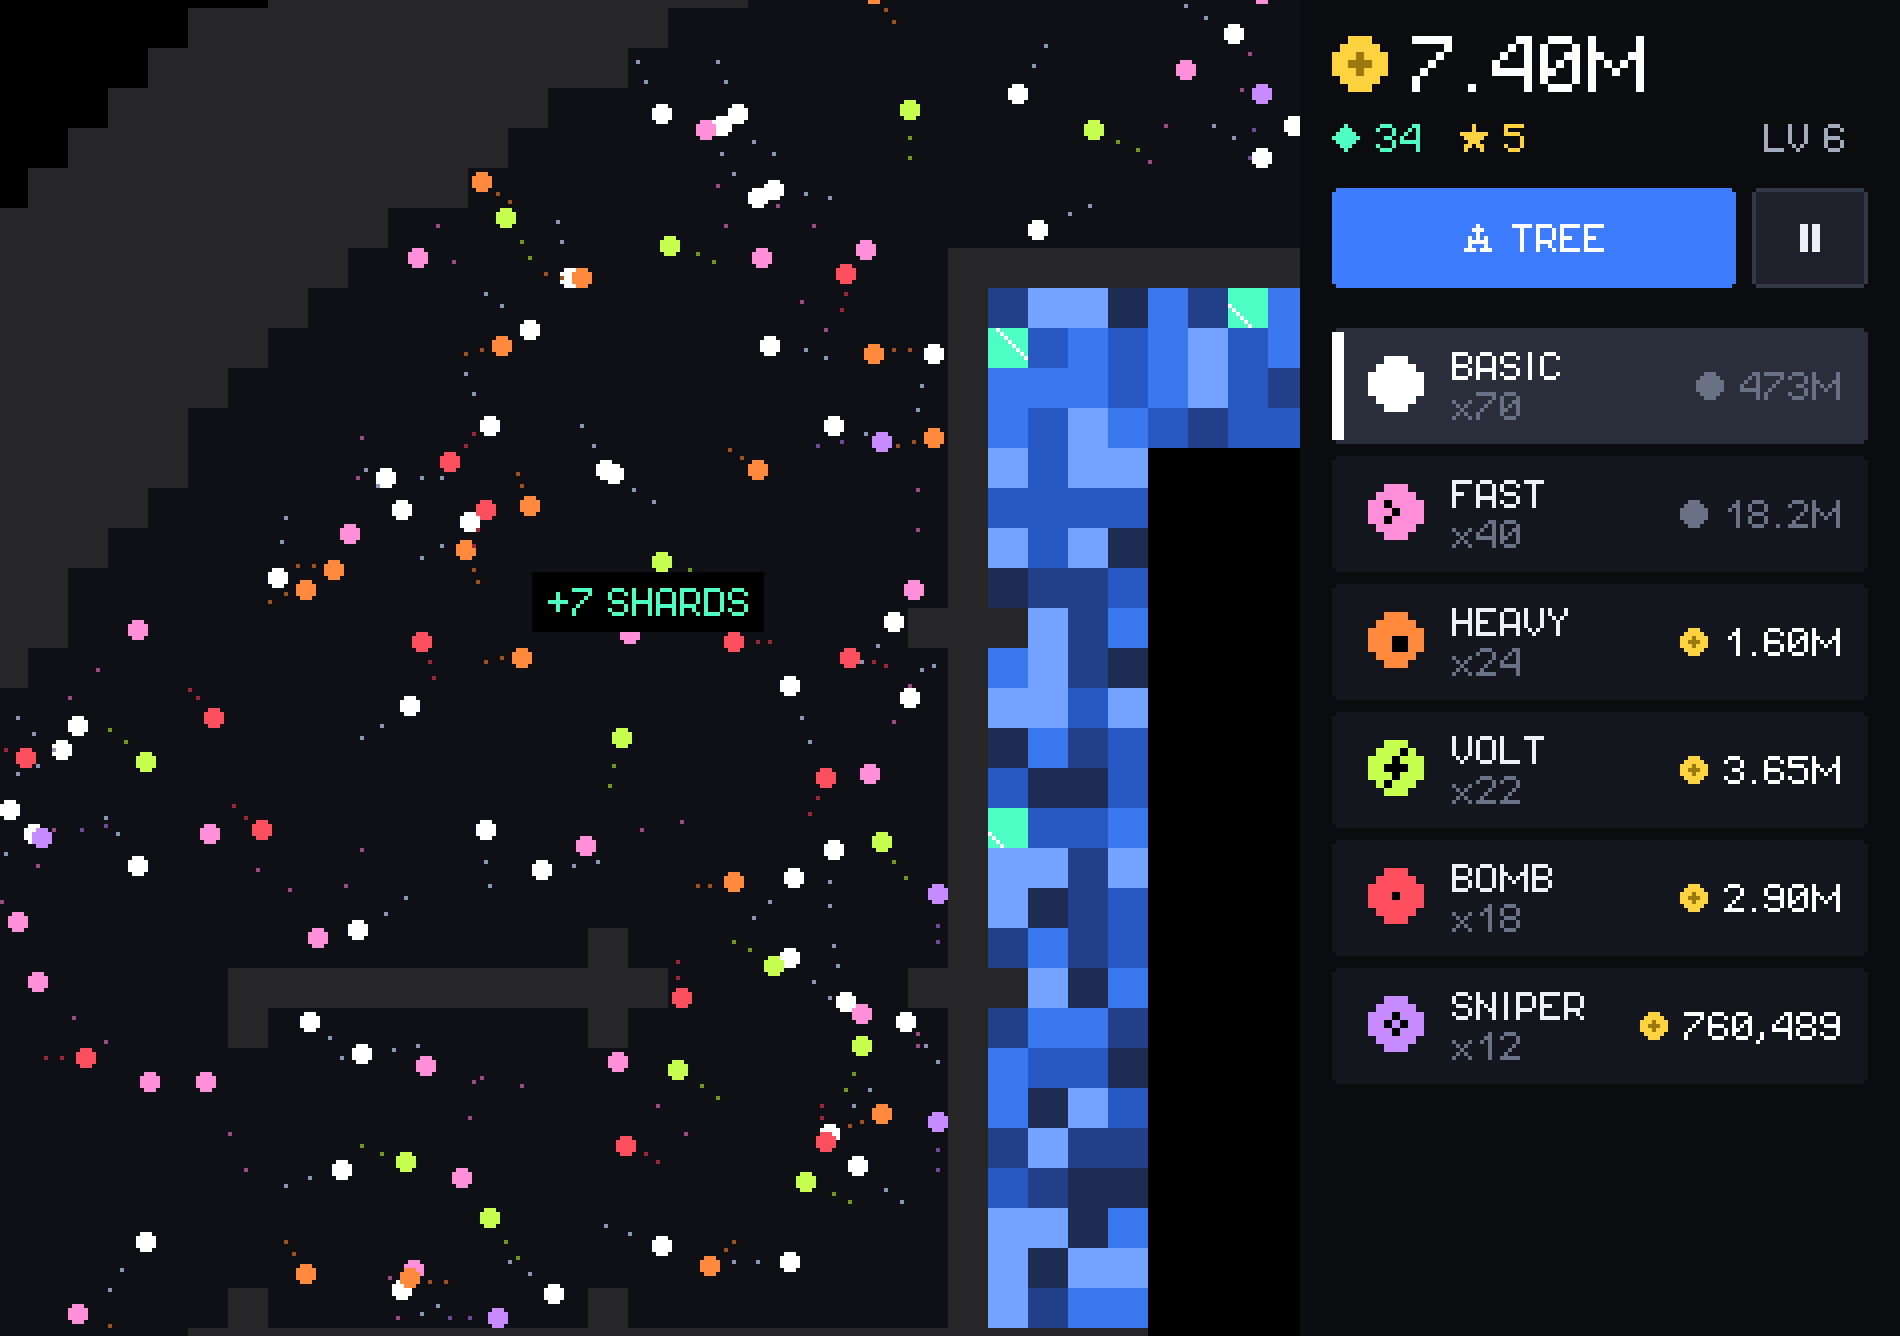 7.40M
34 5 LV 6
TREE
BASIC
x70
473M
FAST
x40
18.2M
HEAVY
x24
1.60M
VOLT
x22
3.65M
BOMB
x18
2.90M
SNIPER
x12
760,489
+7 SHARDS